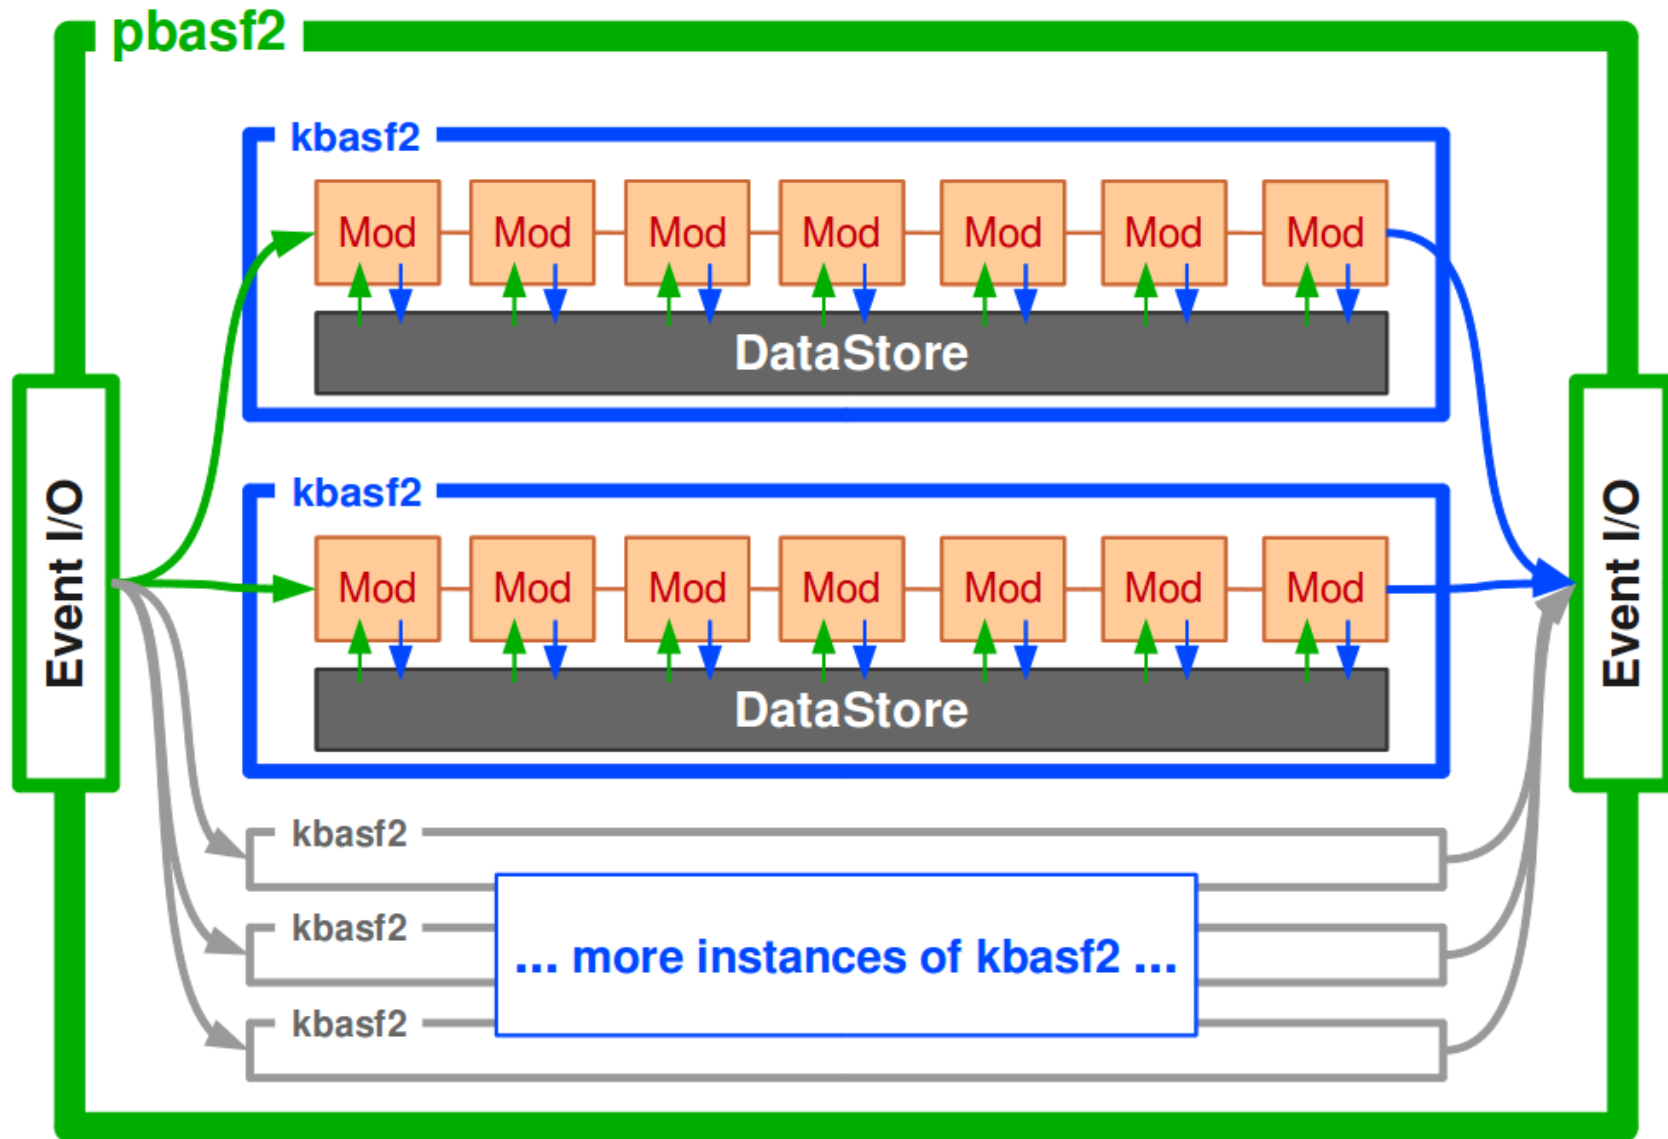 pbasf2
kbasf2
Mod Mod Mod Mod Mod Mod Mod
DataStore
Event I/O
kbasf2
Mod Mod Mod Mod Mod Mod Mod
DataStore
Event I/O
kbasf2
kbasf2
... more instances of kbasf2 ...
kbasf2